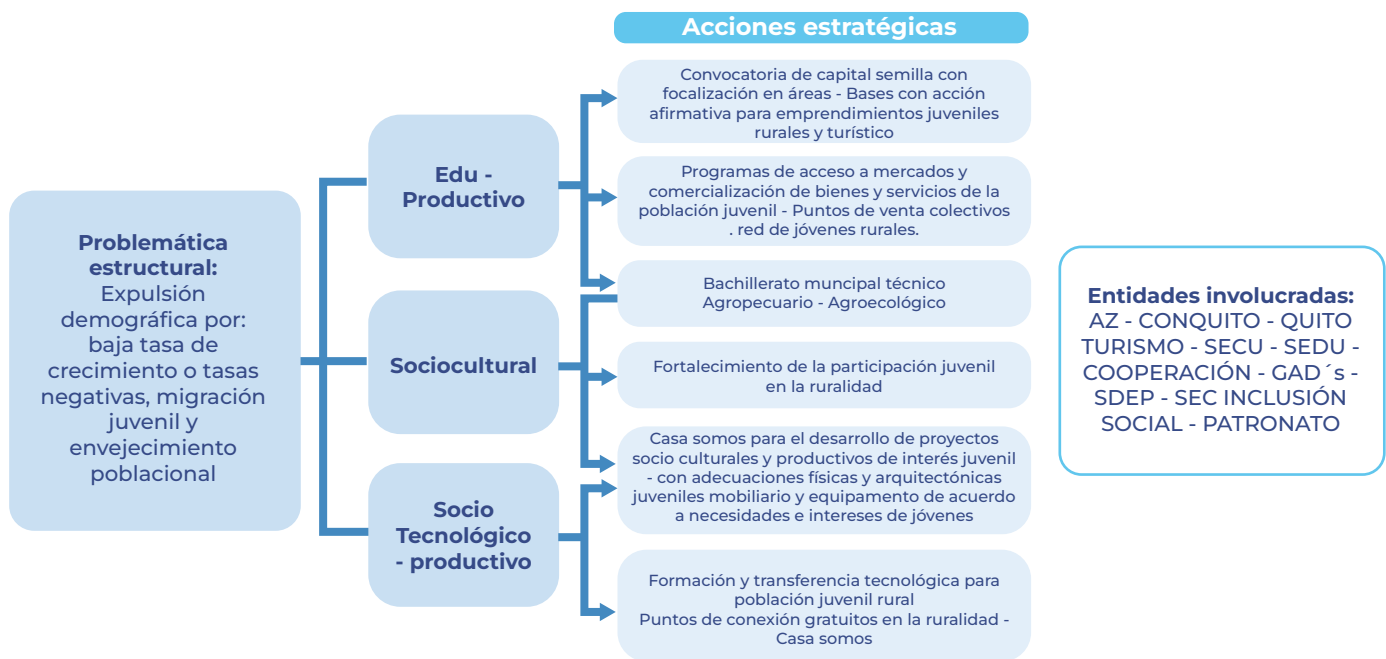 Acciones estratégicas
Problemática
estructural:
Expulsión
demográfica por:
baja tasa de
crecimiento o tasas
negativas, migración
juvenil y
envejecimiento
poblacional
Edu -
Productivo
Sociocultural
Socio
Tecnológico
- productivo
Convocatoria de capital semilla con
focalización en áreas - Bases con acción
afirmativa para emprendimientos juveniles
rurales y turístico
Programas de acceso a mercados y
comercialización de bienes y servicios de la
población juvenil - Puntos de venta colectivos
. red de jóvenes rurales.
Bachillerato muncipal técnico
Agropecuario - Agroecológico
Fortalecimiento de la participación juvenil
en la ruralidad
Casa somos para el desarrollo de proyectos
socio culturales y productivos de interés juvenil
- con adecuaciones físicas y arquitectónicas
juveniles mobiliario y equipamento de acuerdo
a necesidades e intereses de jóvenes
Formación y transferencia tecnológica para
población juvenil rural
Puntos de conexión gratuitos en la ruralidad -
Casa somos
Entidades involucradas:
AZ - CONQUITO - QUITO
TURISMO - SECU - SEDU -
COOPERACIÓN - GAD´s -
SDEP - SEC INCLUSIÓN
SOCIAL - PATRONATO